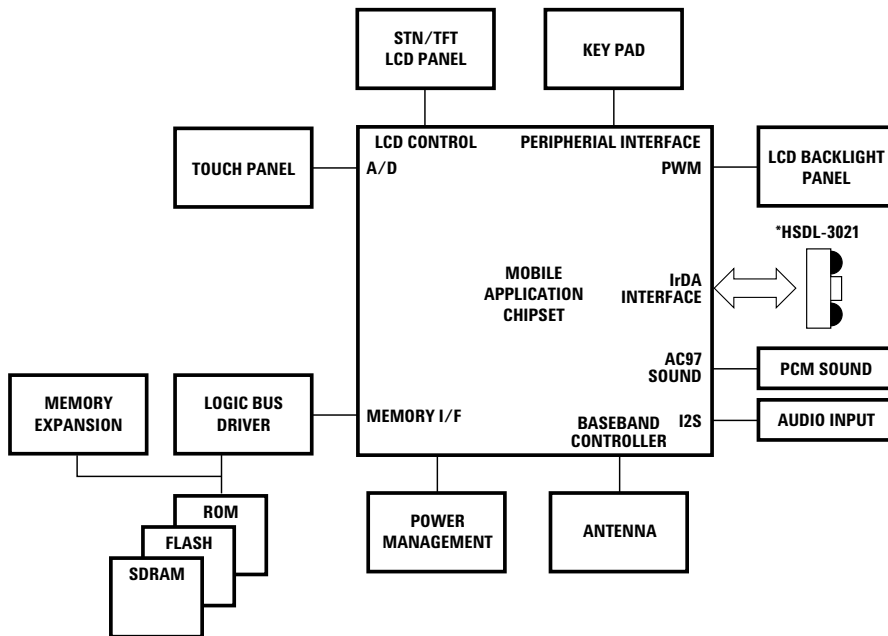 STN/TFT
LCD PANEL
KEY PAD
TOUCH PANEL
LCD CONTROL
A/D
PERIPHERIAL INTERFACE
PWM
LCD BACKLIGHT
PANEL
*HSDL-3021
MOBILE
APPLICATION
CHIPSET
IrDA
INTERFACE
AC97
SOUND
PCM SOUND
MEMORY
EXPANSION
LOGIC BUS
DRIVER
MEMORY I/F
BASEBAND
CONTROLLER
I2S
AUDIO INPUT
ROM
FLASH
SDRAM
POWER
MANAGEMENT
ANTENNA